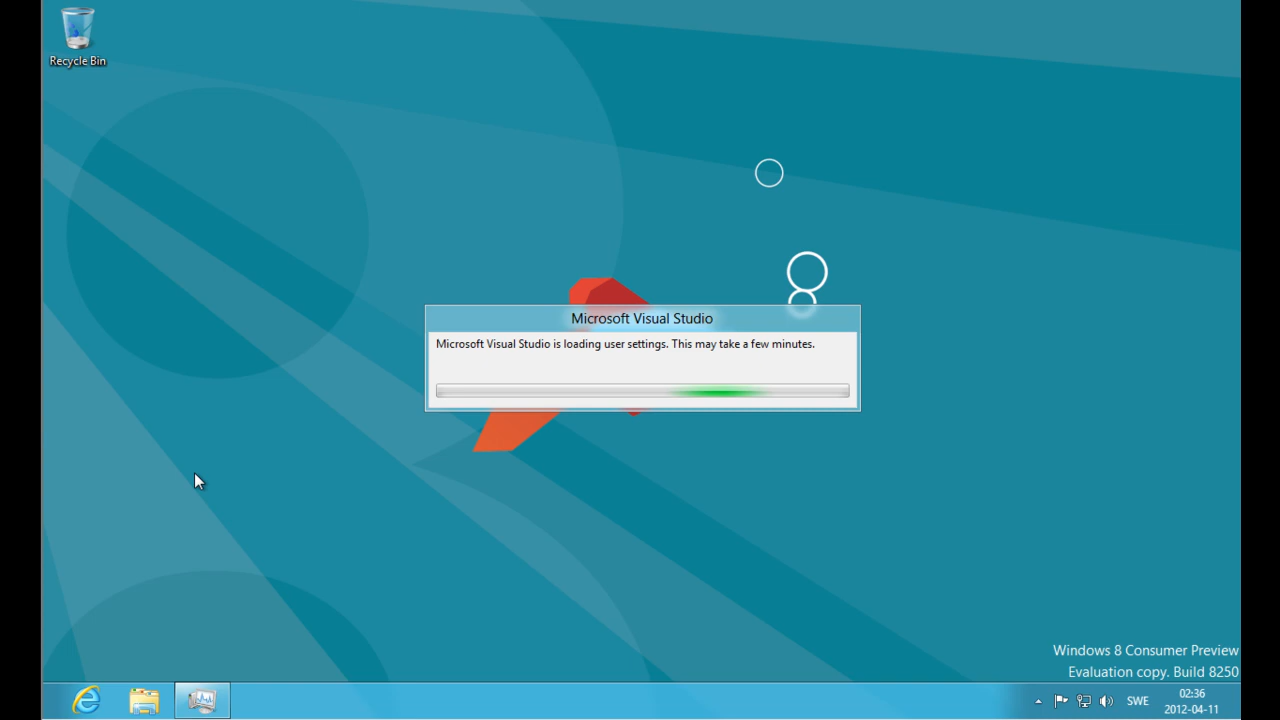 Recycle Bin
Microsoft Visual Studio
Microsoft Visual Studio is loading user settings. This may take a few minutes.
Windows 8 Consumer Preview
Evaluation copy. Build 8250
SWE
02:36
2012-04-11